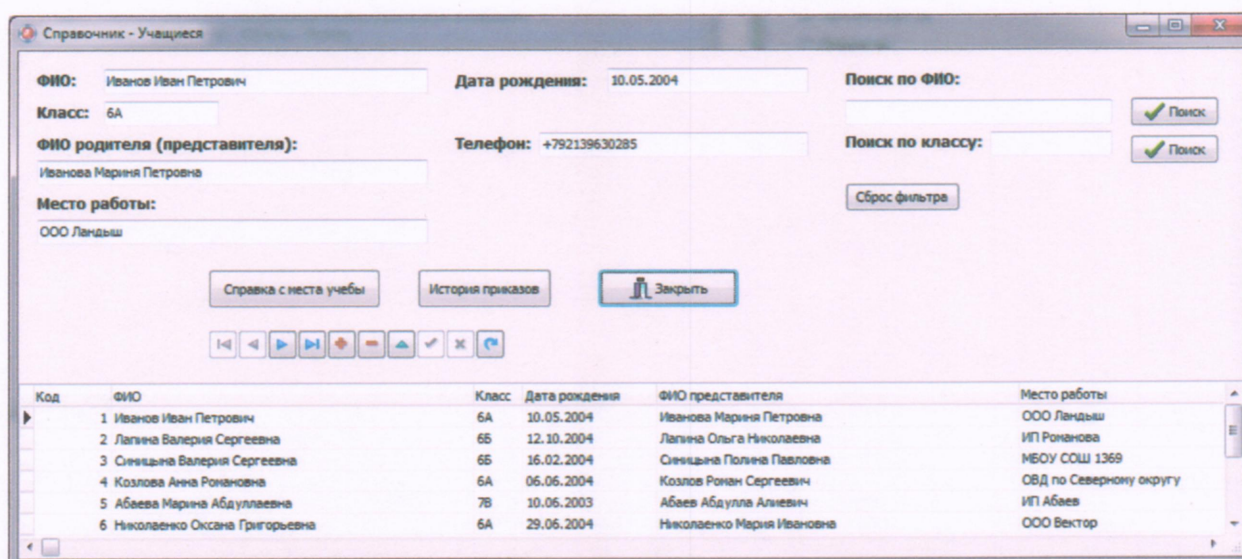 Справочник - Учащиеся
ФИО: Иванов Иван Петрович Дата рождения: 10.05.2004 Поиск по ФИО:
Класс: 6А Поиск
ФИО родителя (представителя): Телефон: +792139630285 Поиск по классу: Поиск
Иванова Мариня Петровна
Место работы: Сброс фильтра
ООО Ландыш
Справка с места учебы История приказов Закрыть
Код ФИО Класс Дата рождения ФИО представителя Место работы
1 Иванов Иван Петрович 6А 10.05.2004 Иванова Мариня Петровна ООО Ландыш
2 Лапина Валерия Сергеевна 6Б 12.10.2004 Лапина Ольга Николаевна ИП Романова
3 Синицына Валерия Сергеевна 6Б 16.02.2004 Синицына Полина Павловна МБОУ СОШ 1369
4 Козлова Анна Романовна 6А 06.06.2004 Козлов Роман Сергеевич ОВД по Северному округу
5 Абаева Марина Абдуллаевна 7В 10.06.2003 Абаев Абдулла Алиевич ИП Абаев
6 Николаенко Оксана Григорьевна 6А 29.06.2004 Николаенко Мария Ивановна ООО Вектор